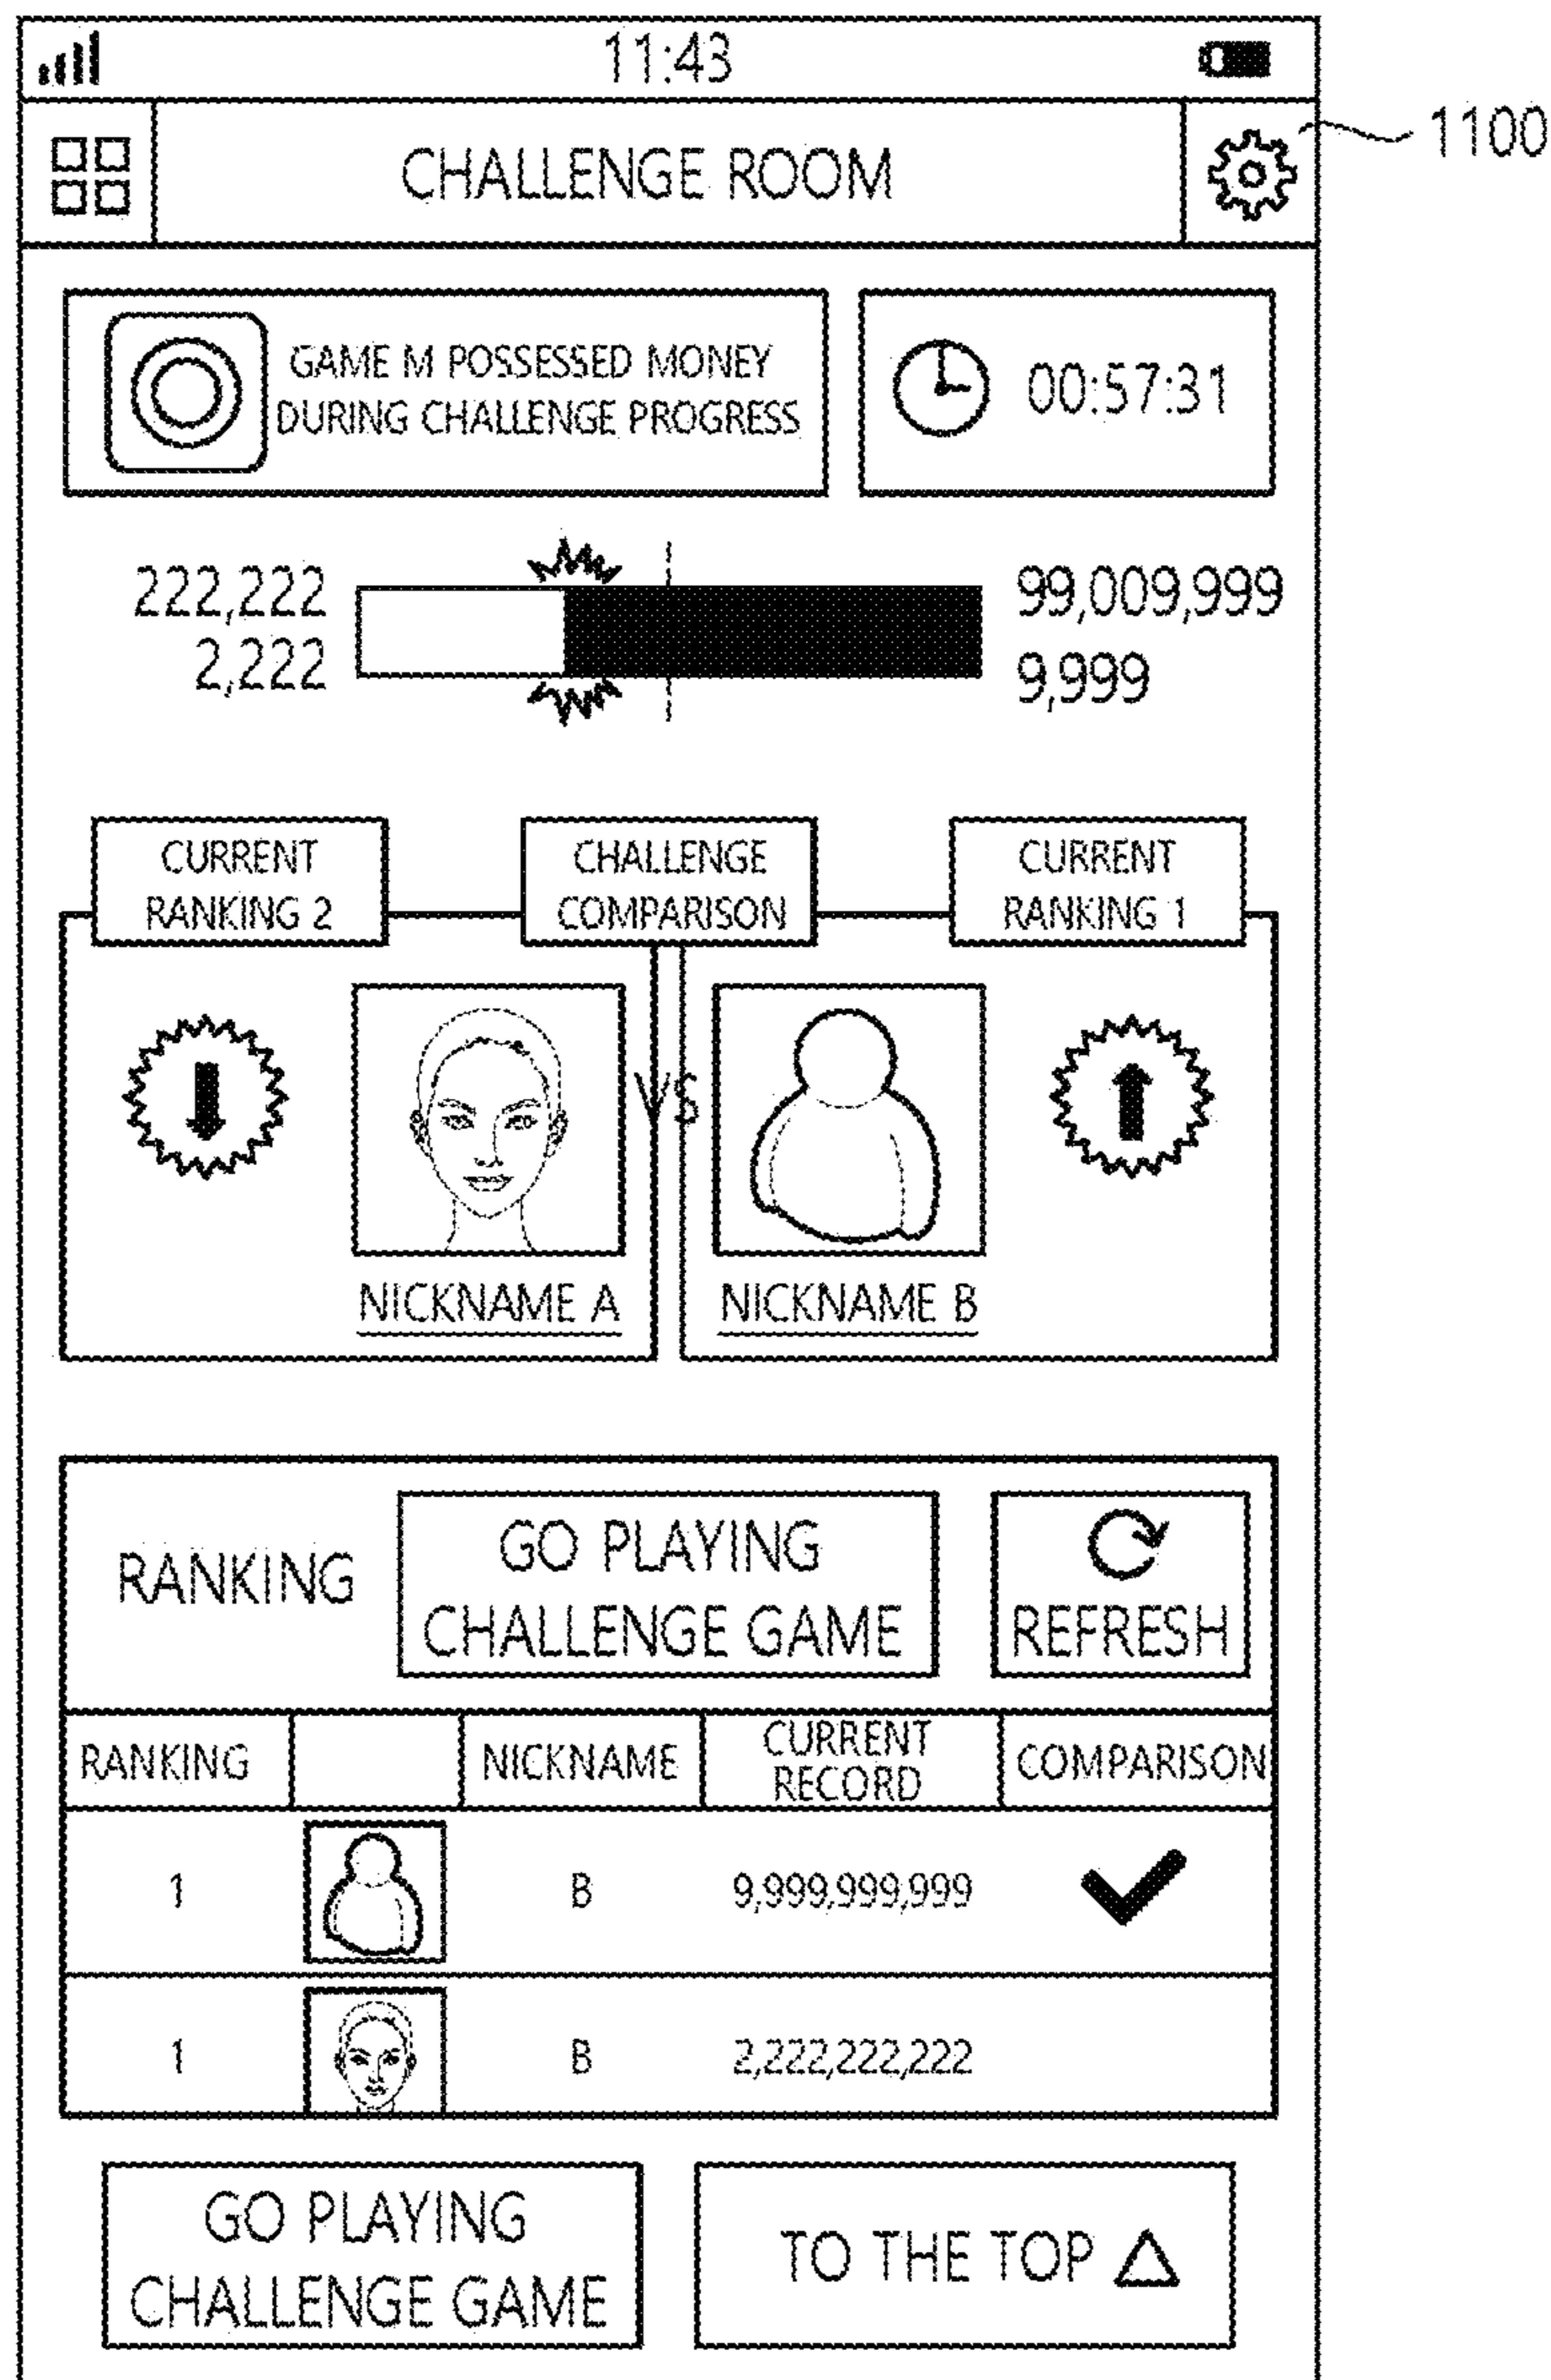 11:43
CHALLENGE ROOM
1100
GAME M POSSESSED MONEY
DURING CHALLENGE PROGRESS
00:57:31
222,222
2,222
99,009,999
9,999
CURRENT
RANKING 2
CHALLENGE
COMPARISON
CURRENT
RANKING 1
VS
NICKNAME A
NICKNAME B
RANKING
GO PLAYING
CHALLENGE GAME
REFRESH
RANKING
NICKNAME
CURRENT
RECORD
COMPARISON
1 B 9,999,999,999
1 B 2,222,222,222
GO PLAYING
CHALLENGE GAME
TO THE TOP